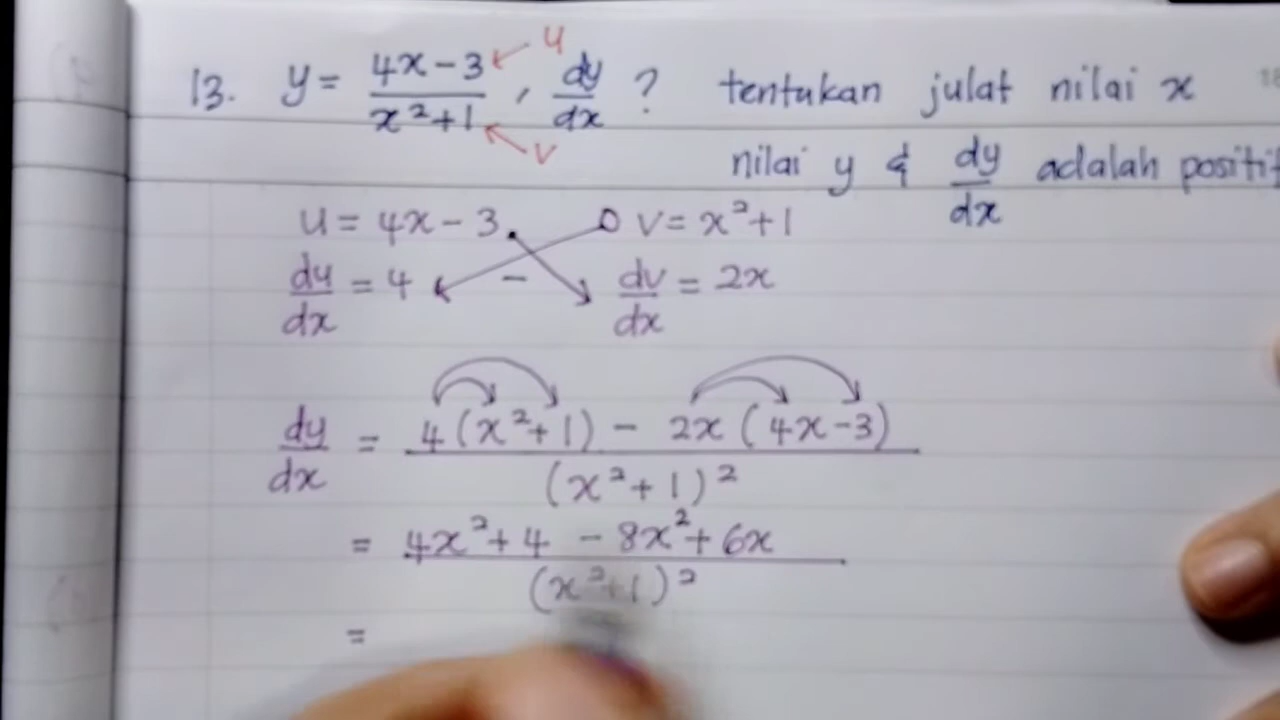 13. y = (4x - 3)/(x² + 1), dy/dx ? tentukan julat nilai x
u
v
nilai y & dy/dx adalah positif
u = 4x - 3 v = x² + 1
du/dx = 4 - dv/dx = 2x
dy/dx = (4(x² + 1) - 2x(4x - 3))/(x² + 1)²
= (4x² + 4 - 8x² + 6x)/(x² + 1)²
=